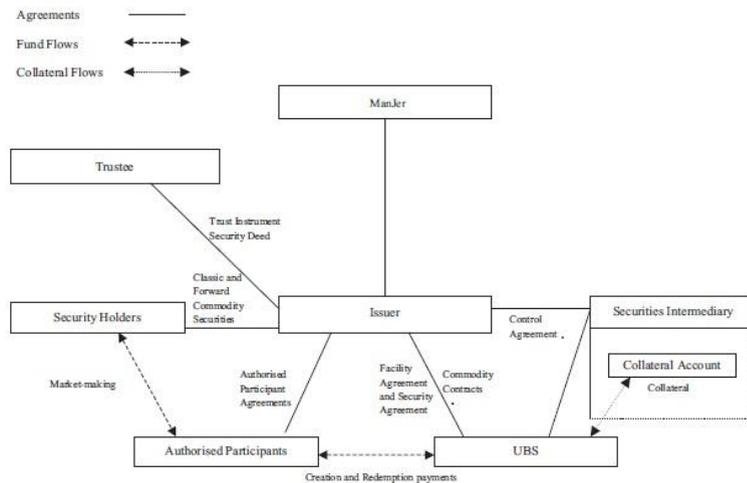 Agreements
Fund Flows
Collateral Flows
ManJer
Trustee
Trust Instrument
Security Deed
Classic and
Forward
Commodity
Securities
Security Holders
Issuer
Securities Intermediary
Control
Agreement
Collateral Account
Collateral
Market-making
Authorised
Participant
Agreements
Facility
Agreement
and Security
Agreement
Commodity
Contracts
Authorised Participants
UBS
Creation and Redemption payments